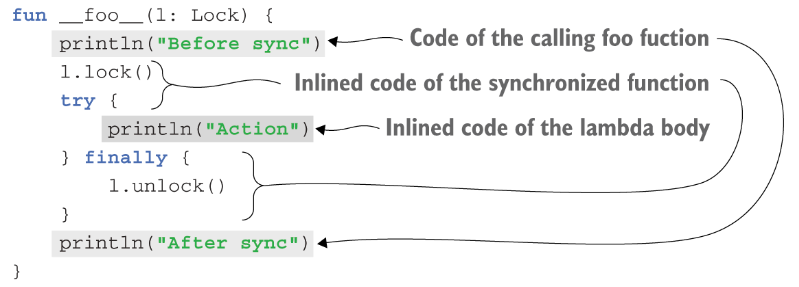 fun __foo__(l: Lock) {
println("Before sync") Code of the calling foo fuction
l.lock()
Inlined code of the synchronized function
try {
println("Action") Inlined code of the lambda body
} finally {
l.unlock()
}
println("After sync")
}